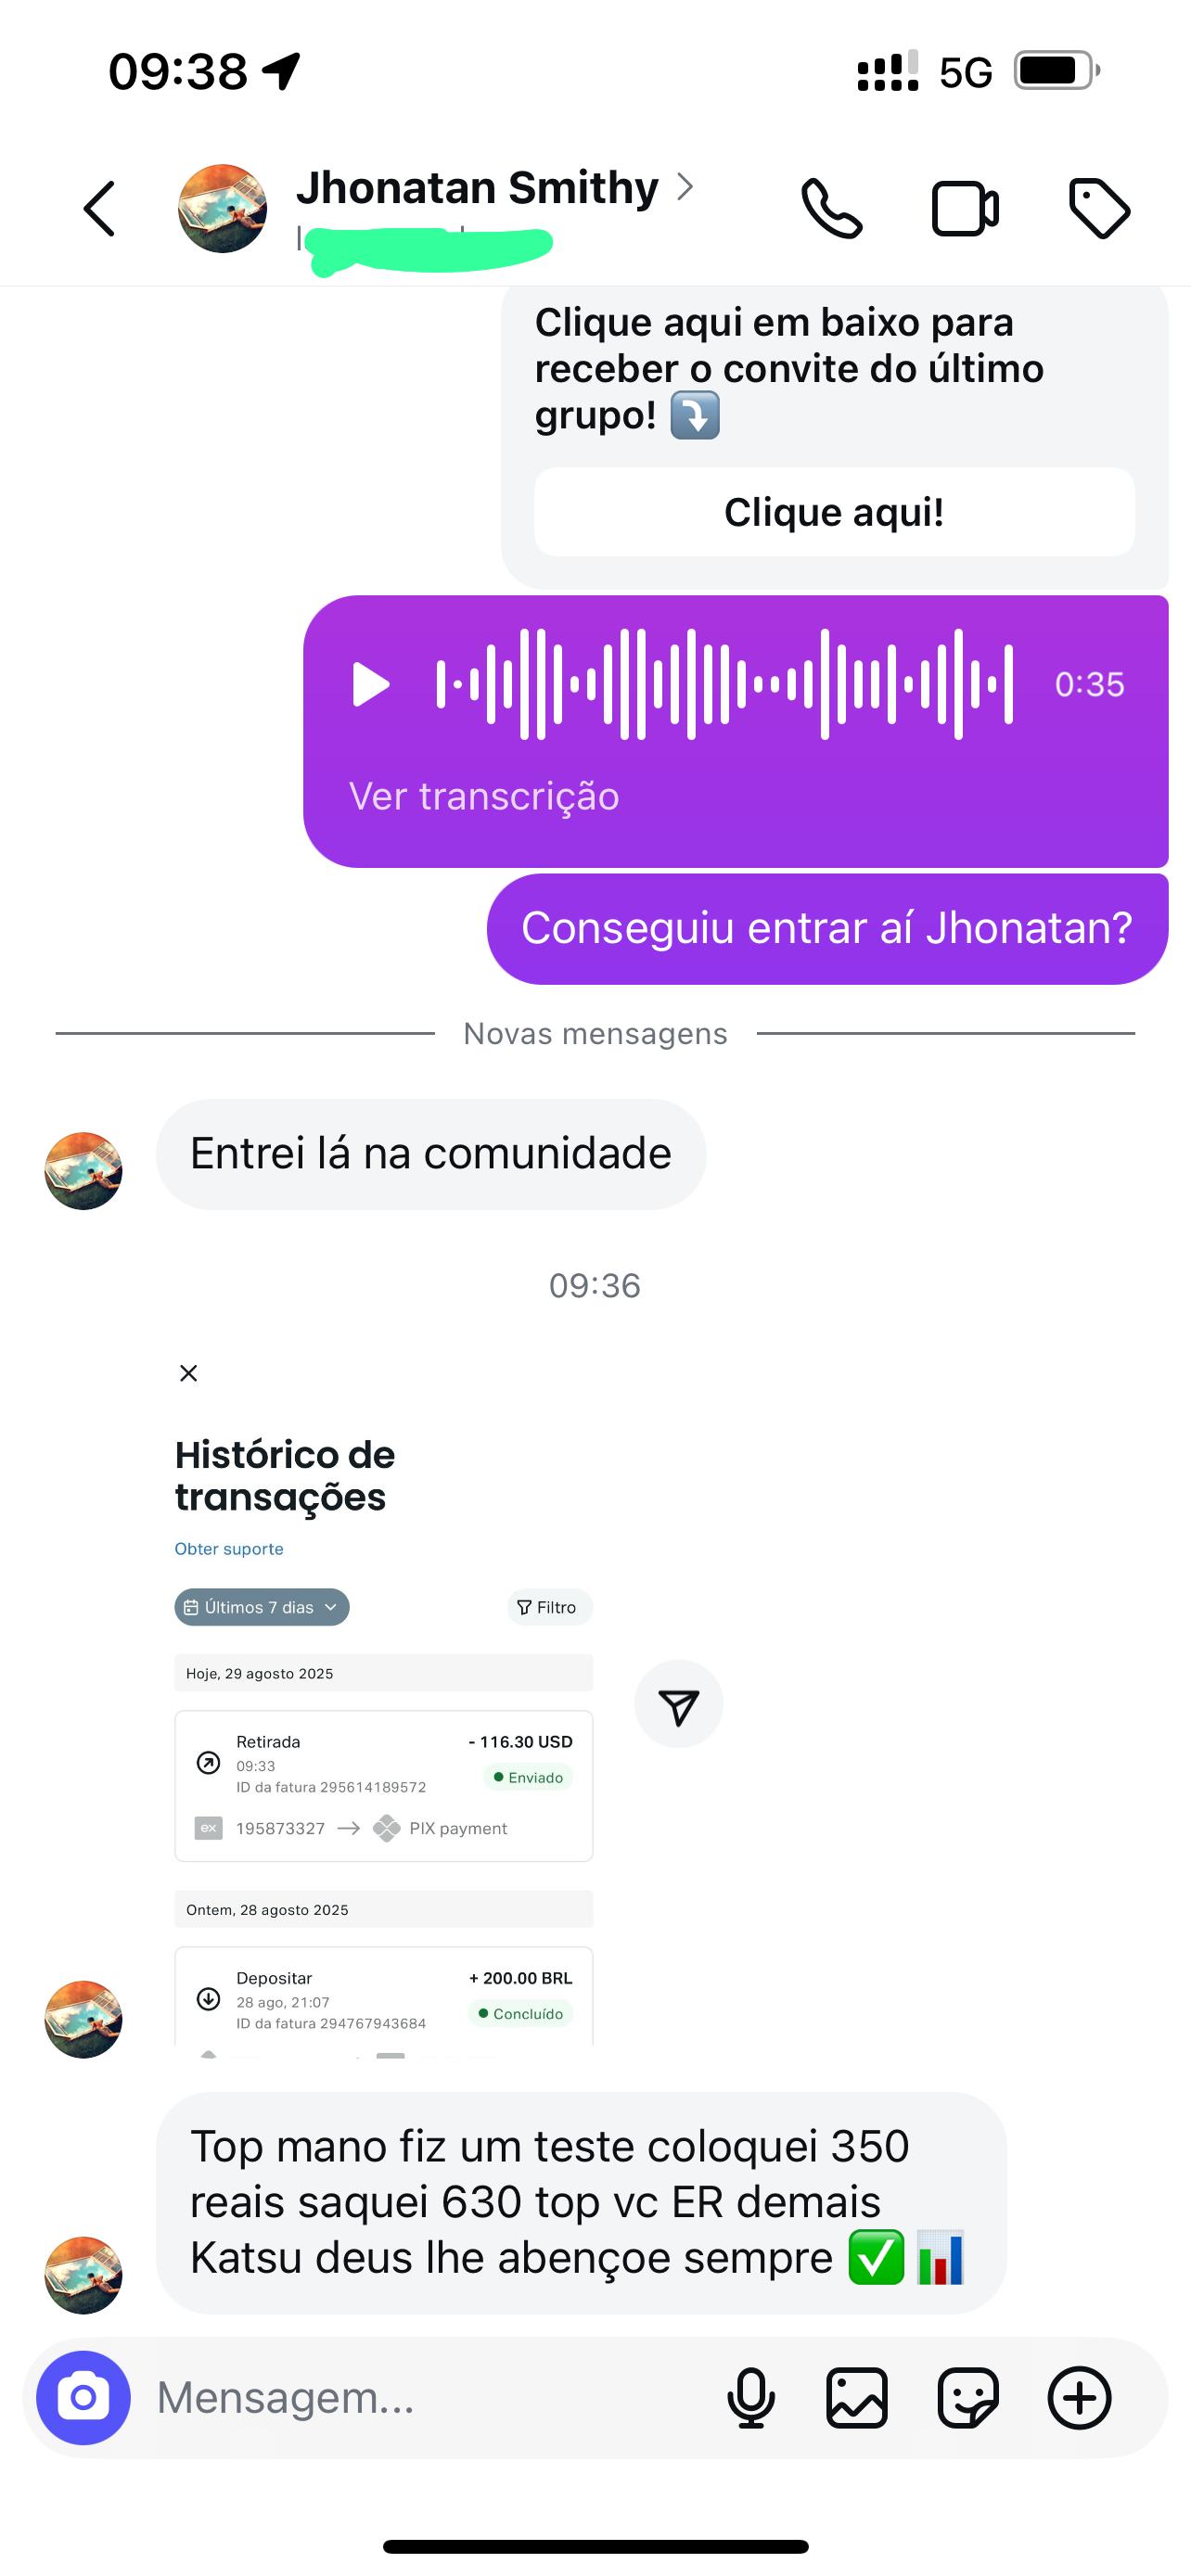 09:38
5G
Jhonatan Smithy
Clique aqui em baixo para
receber o convite do último
grupo! ⤵️
Clique aqui!
0:35
Ver transcrição
Conseguiu entrar aí Jhonatan?
Novas mensagens
Entrei lá na comunidade
09:36
Histórico de
transações
Obter suporte
Últimos 7 dias
Filtro
Hoje, 29 agosto 2025
Retirada - 116.30 USD
09:33 Enviado
ID da fatura 295614189572
ex 195873327 → PIX payment
Ontem, 28 agosto 2025
Depositar + 200.00 BRL
28 ago, 21:07 Concluído
ID da fatura 294767943684
Top mano fiz um teste coloquei 350
reais saquei 630 top vc ER demais
Katsu deus lhe abençoe sempre ✅ 📊
Mensagem...